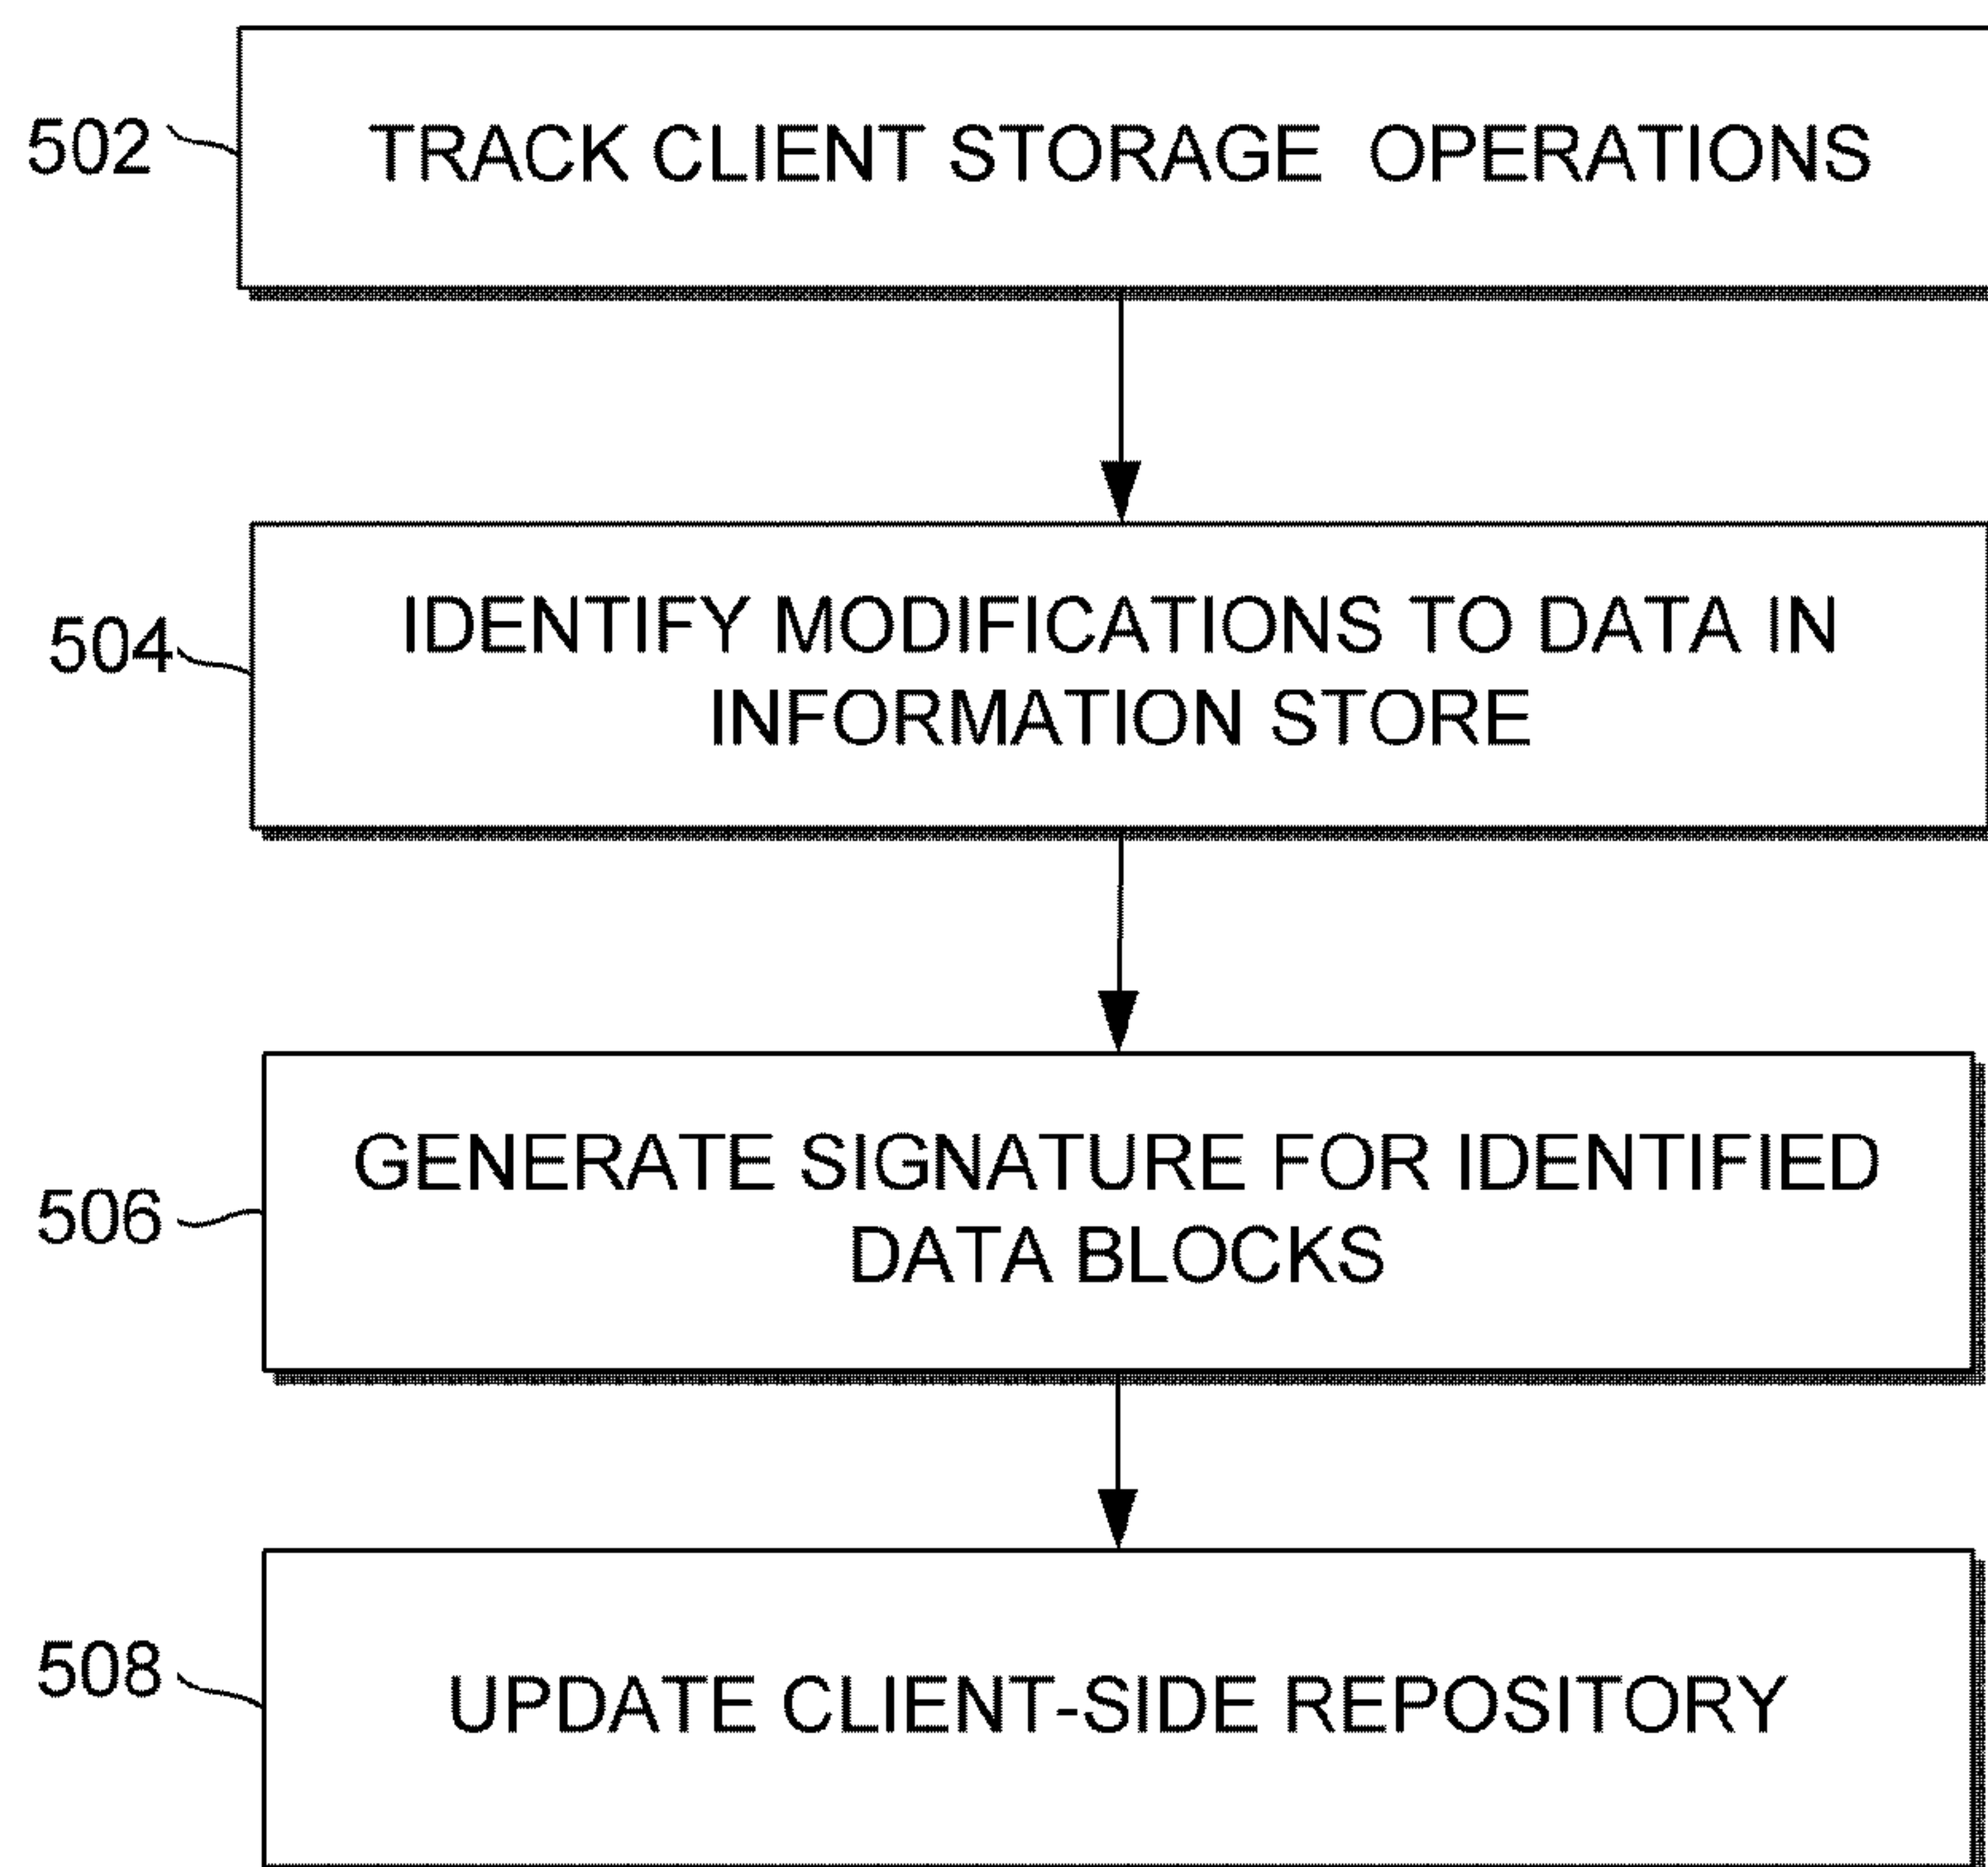 502
TRACK CLIENT STORAGE OPERATIONS
504
IDENTIFY MODIFICATIONS TO DATA IN
INFORMATION STORE
506
GENERATE SIGNATURE FOR IDENTIFIED
DATA BLOCKS
508
UPDATE CLIENT-SIDE REPOSITORY